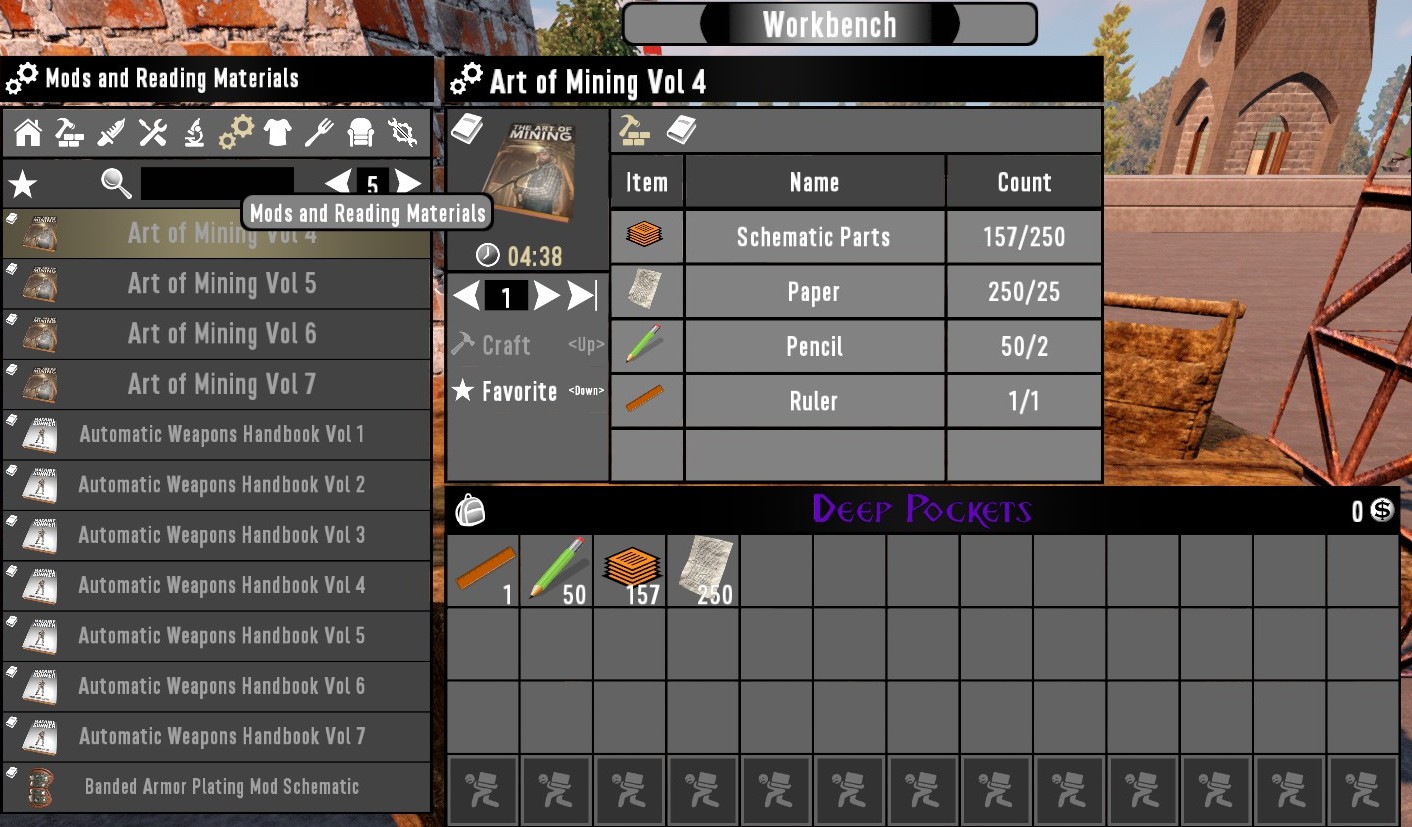 Workbench
Mods and Reading Materials
5
Mods and Reading Materials
Art of Mining Vol 4
Art of Mining Vol 5
Art of Mining Vol 6
Art of Mining Vol 7
Automatic Weapons Handbook Vol 1
Automatic Weapons Handbook Vol 2
Automatic Weapons Handbook Vol 3
Automatic Weapons Handbook Vol 4
Automatic Weapons Handbook Vol 5
Automatic Weapons Handbook Vol 6
Automatic Weapons Handbook Vol 7
Banded Armor Plating Mod Schematic
Art of Mining Vol 4
THE ART OF
MINING
04:38
1
Craft <Up>
Favorite <Down>
Item Name Count
Schematic Parts 157/250
Paper 250/25
Pencil 50/2
Ruler 1/1
Deep Pockets 0 $
1 50 157 250